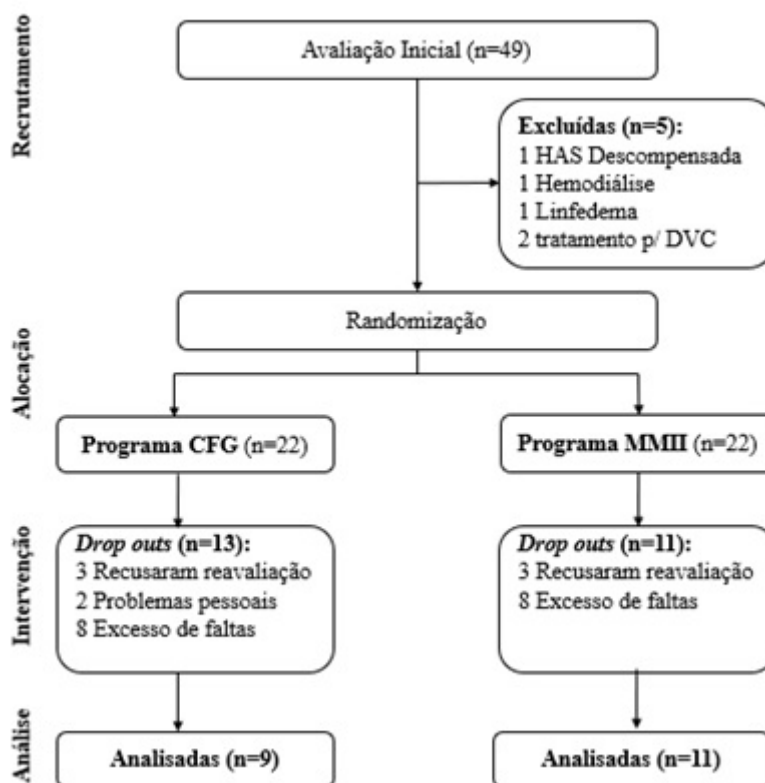 Recrutamento
Avaliação Inicial (n=49)
Excluídas (n=5):
1 HAS Descompensada
1 Hemodiálise
1 Linfedema
2 tratamento p/ DVC
Alocação
Randomização
Programa CFG (n=22)
Programa MMII (n=22)
Intervenção
Drop outs (n=13):
3 Recusaram reavaliação
2 Problemas pessoais
8 Excesso de faltas
Drop outs (n=11):
3 Recusaram reavaliação
8 Excesso de faltas
Análise
Analisadas (n=9)
Analisadas (n=11)